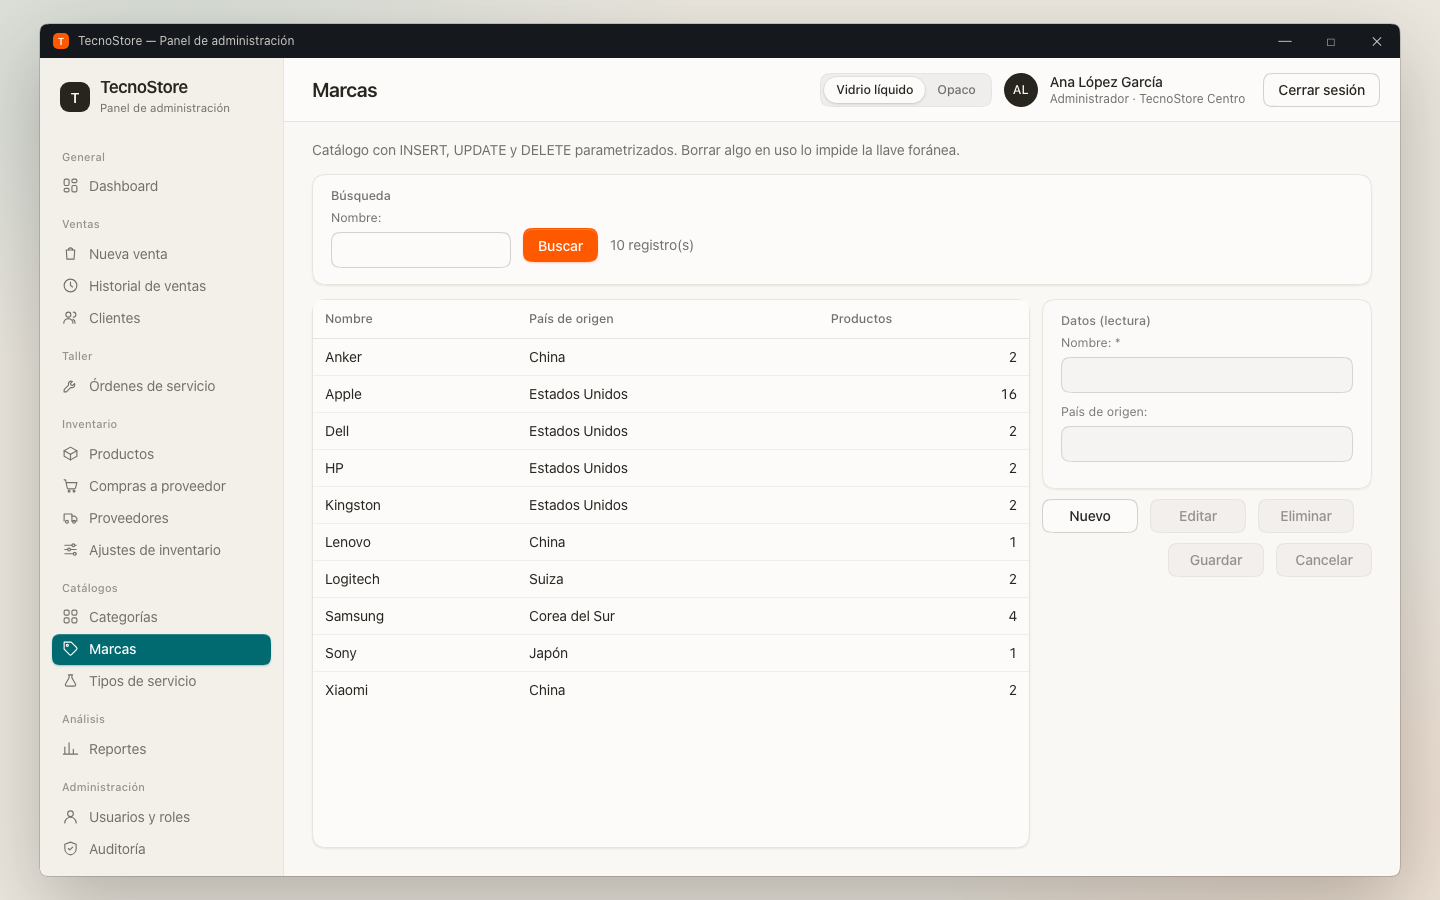 T TecnoStore — Panel de administración
T TecnoStore
Panel de administración
General
Dashboard
Ventas
Nueva venta
Historial de ventas
Clientes
Taller
Órdenes de servicio
Inventario
Productos
Compras a proveedor
Proveedores
Ajustes de inventario
Catálogos
Categorías
Marcas
Tipos de servicio
Análisis
Reportes
Administración
Usuarios y roles
Auditoría
Marcas
Vidrio líquido Opaco
AL Ana López García
Administrador · TecnoStore Centro
Cerrar sesión
Catálogo con INSERT, UPDATE y DELETE parametrizados. Borrar algo en uso lo impide la llave foránea.
Búsqueda
Nombre:
Buscar 10 registro(s)
Nombre País de origen Productos
Anker China 2
Apple Estados Unidos 16
Dell Estados Unidos 2
HP Estados Unidos 2
Kingston Estados Unidos 2
Lenovo China 1
Logitech Suiza 2
Samsung Corea del Sur 4
Sony Japón 1
Xiaomi China 2
Datos (lectura)
Nombre: *
País de origen:
Nuevo Editar Eliminar
Guardar Cancelar